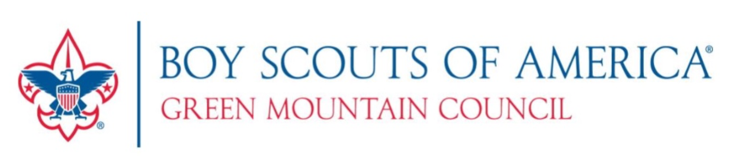 BOY SCOUTS OF AMERICA®
GREEN MOUNTAIN COUNCIL
®